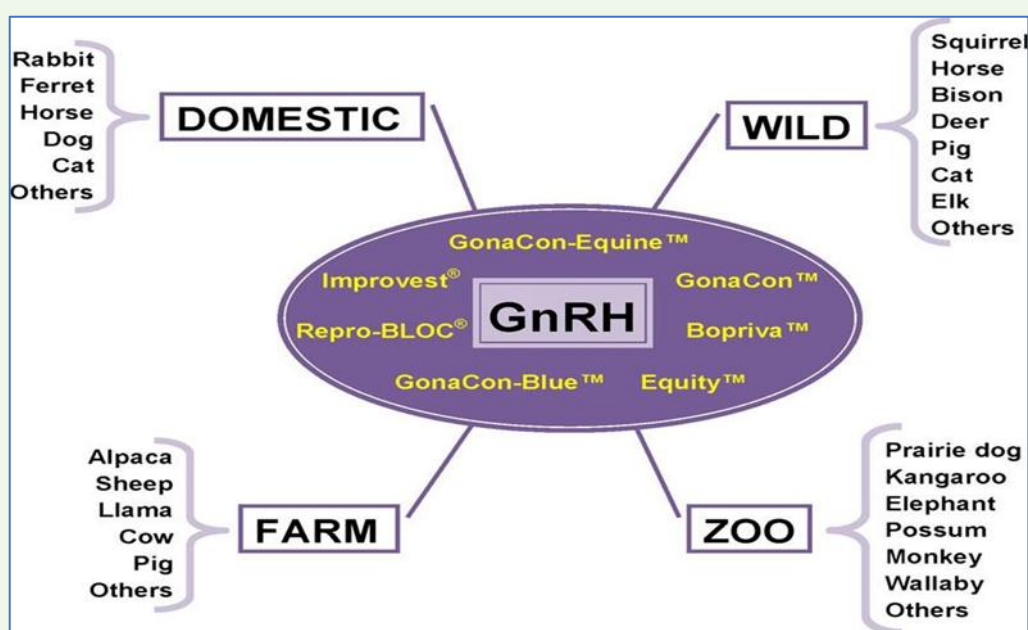 Rabbit
Ferret
Horse
Dog
Cat
Others
DOMESTIC
WILD
Squirrel
Horse
Bison
Deer
Pig
Cat
Elk
Others
GonaCon-Equine™
Improvest®
GonaCon™
GnRH
Repro-BLOC®
Bopriva™
GonaCon-Blue™
Equity™
Alpaca
Sheep
Llama
Cow
Pig
Others
FARM
ZOO
Prairie dog
Kangaroo
Elephant
Possum
Monkey
Wallaby
Others